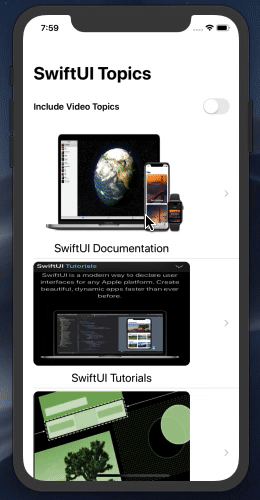 7:59
SwiftUI Topics
Include Video Topics
SwiftUI Documentation
SwiftUI Tutorials
SwiftUI is a modern way to declare user
interfaces for any Apple platform. Create
beautiful, dynamic apps faster than ever
before.
SwiftUI Tutorials